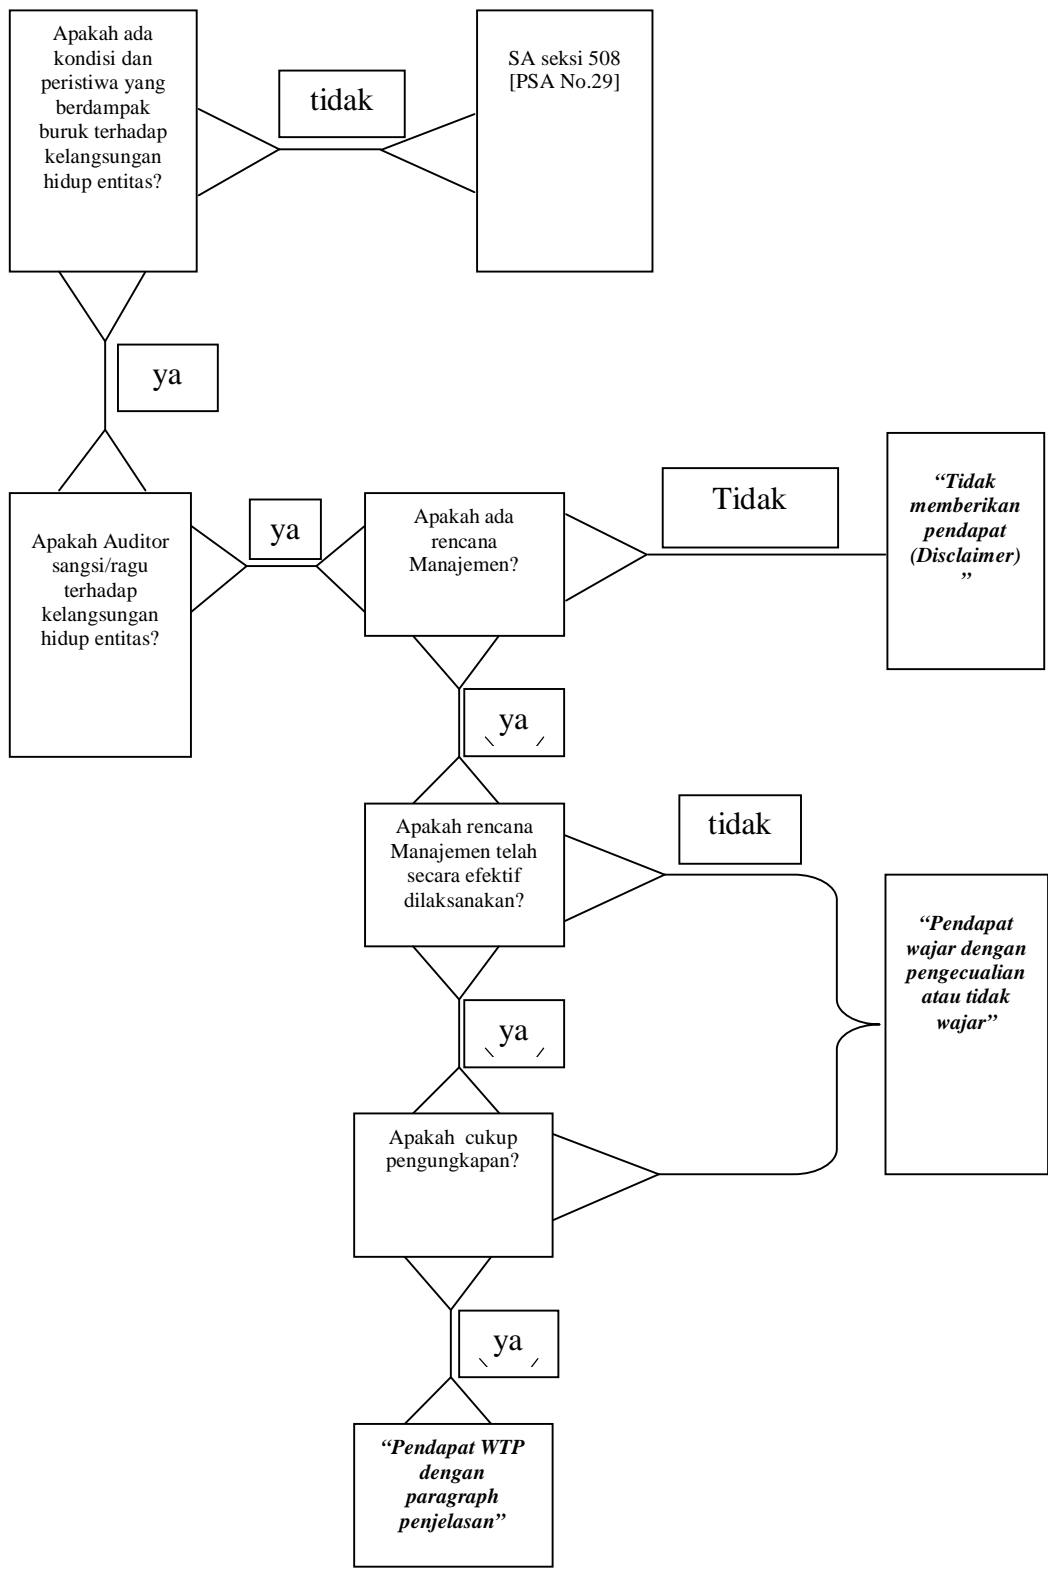 Apakah ada
kondisi dan
peristiwa yang
berdampak
buruk terhadap
kelangsungan
hidup entitas?
tidak
SA seksi 508
[PSA No.29]
ya
Apakah Auditor
sangsi/ragu
terhadap
kelangsungan
hidup entitas?
ya
Apakah ada
rencana
Manajemen?
Tidak
“Tidak
memberikan
pendapat
(Disclaimer)
”
ya
Apakah rencana
Manajemen telah
secara efektif
dilaksanakan?
tidak
“Pendapat
wajar dengan
pengecualian
atau tidak
wajar”
ya
Apakah  cukup
pengungkapan?
ya
“Pendapat WTP
dengan
paragraph
penjelasan”